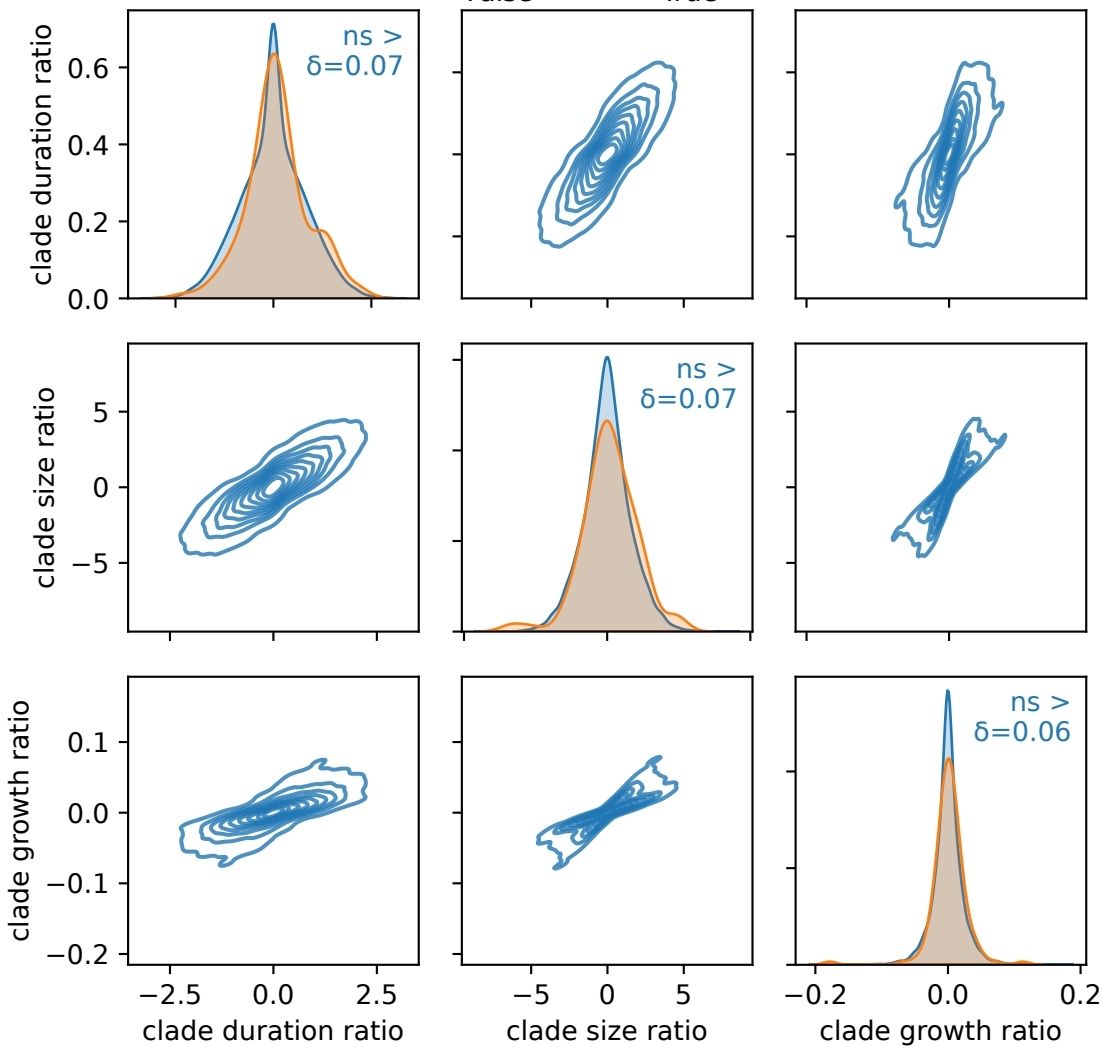 clade duration ratio
0.6
0.4
0.2
0.0
ns >
δ=0.07
clade size ratio
5
0
−5
ns >
δ=0.07
clade growth ratio
0.1
0.0
−0.1
−0.2
ns >
δ=0.06
−2.5 0.0 2.5
−5 0 5
−0.2 0.0 0.2
clade duration ratio
clade size ratio
clade growth ratio